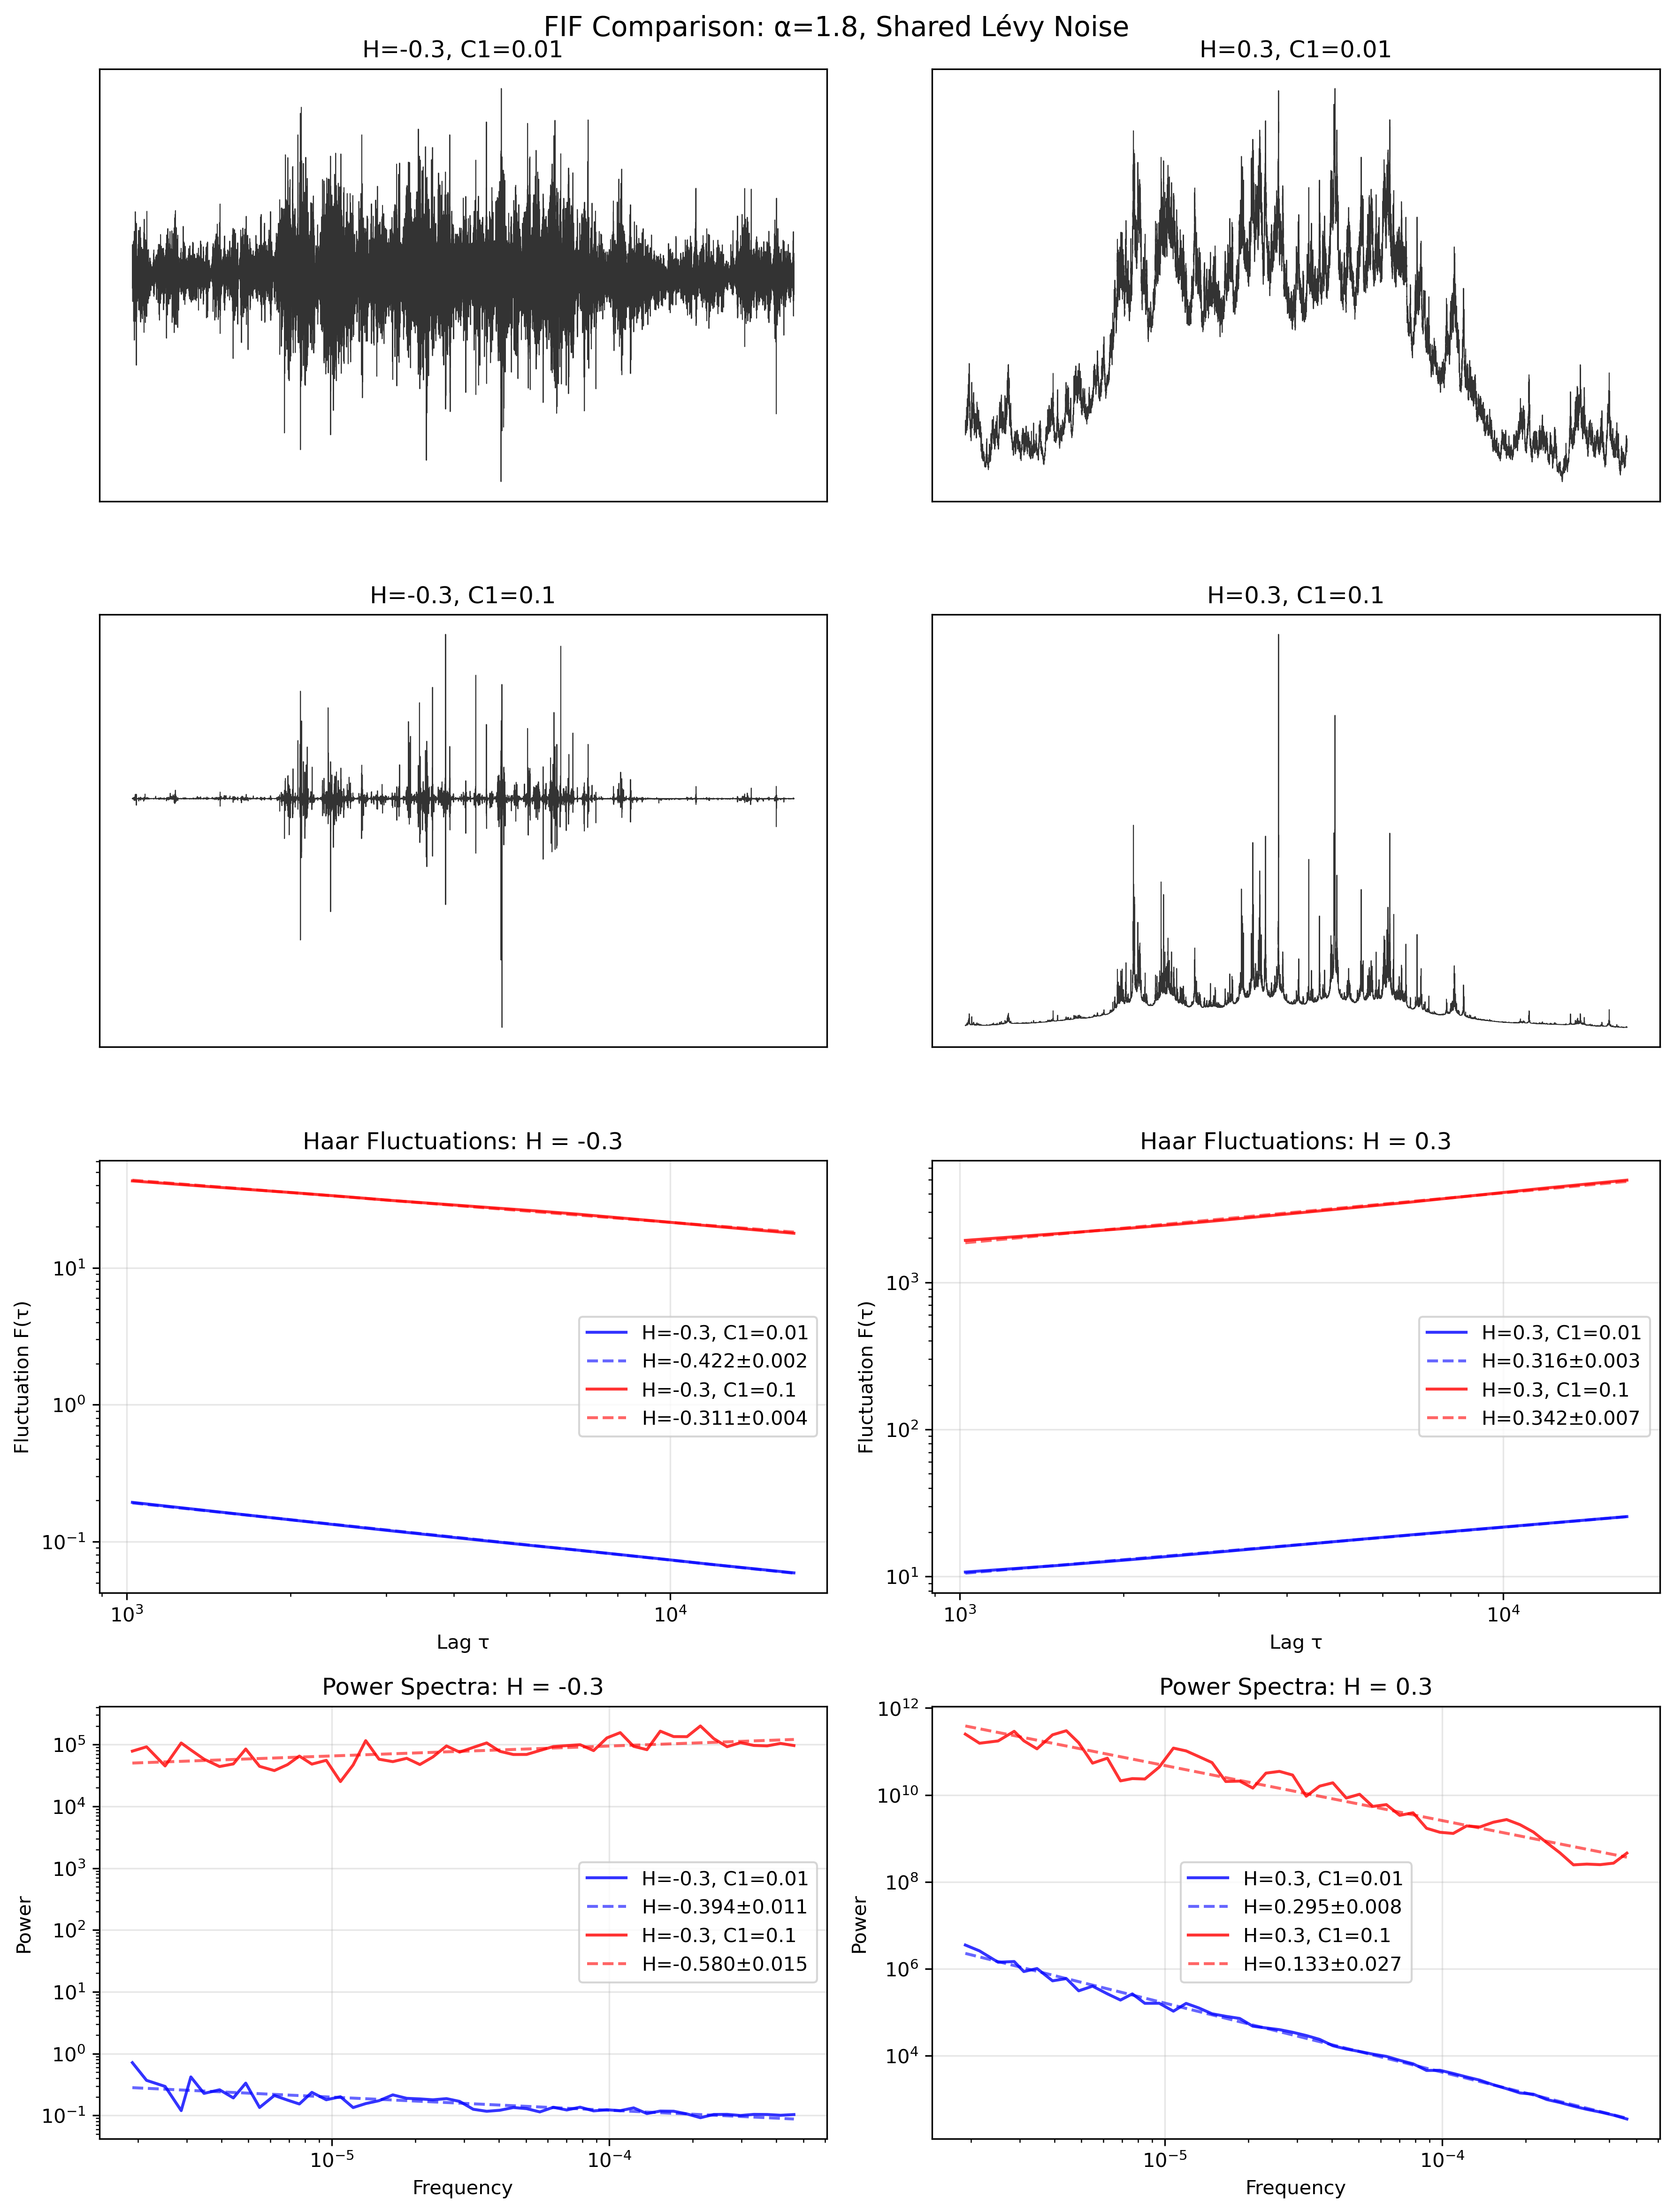 FIF Comparison: α=1.8, Shared Lévy Noise
H=-0.3, C1=0.01
H=0.3, C1=0.01
H=-0.3, C1=0.1
H=0.3, C1=0.1
Haar Fluctuations: H = -0.3
Fluctuation F(τ)
10¹
10⁰
10⁻¹
H=-0.3, C1=0.01
H=-0.422±0.002
H=-0.3, C1=0.1
H=-0.311±0.004
10³
10⁴
Lag τ
Haar Fluctuations: H = 0.3
Fluctuation F(τ)
10³
10²
10¹
H=0.3, C1=0.01
H=0.316±0.003
H=0.3, C1=0.1
H=0.342±0.007
10³
10⁴
Lag τ
Power Spectra: H = -0.3
Power
10⁵
10⁴
10³
10²
10¹
10⁰
10⁻¹
H=-0.3, C1=0.01
H=-0.394±0.011
H=-0.3, C1=0.1
H=-0.580±0.015
10⁻⁵
10⁻⁴
Frequency
Power Spectra: H = 0.3
Power
10¹²
10¹⁰
10⁸
10⁶
10⁴
H=0.3, C1=0.01
H=0.295±0.008
H=0.3, C1=0.1
H=0.133±0.027
10⁻⁵
10⁻⁴
Frequency